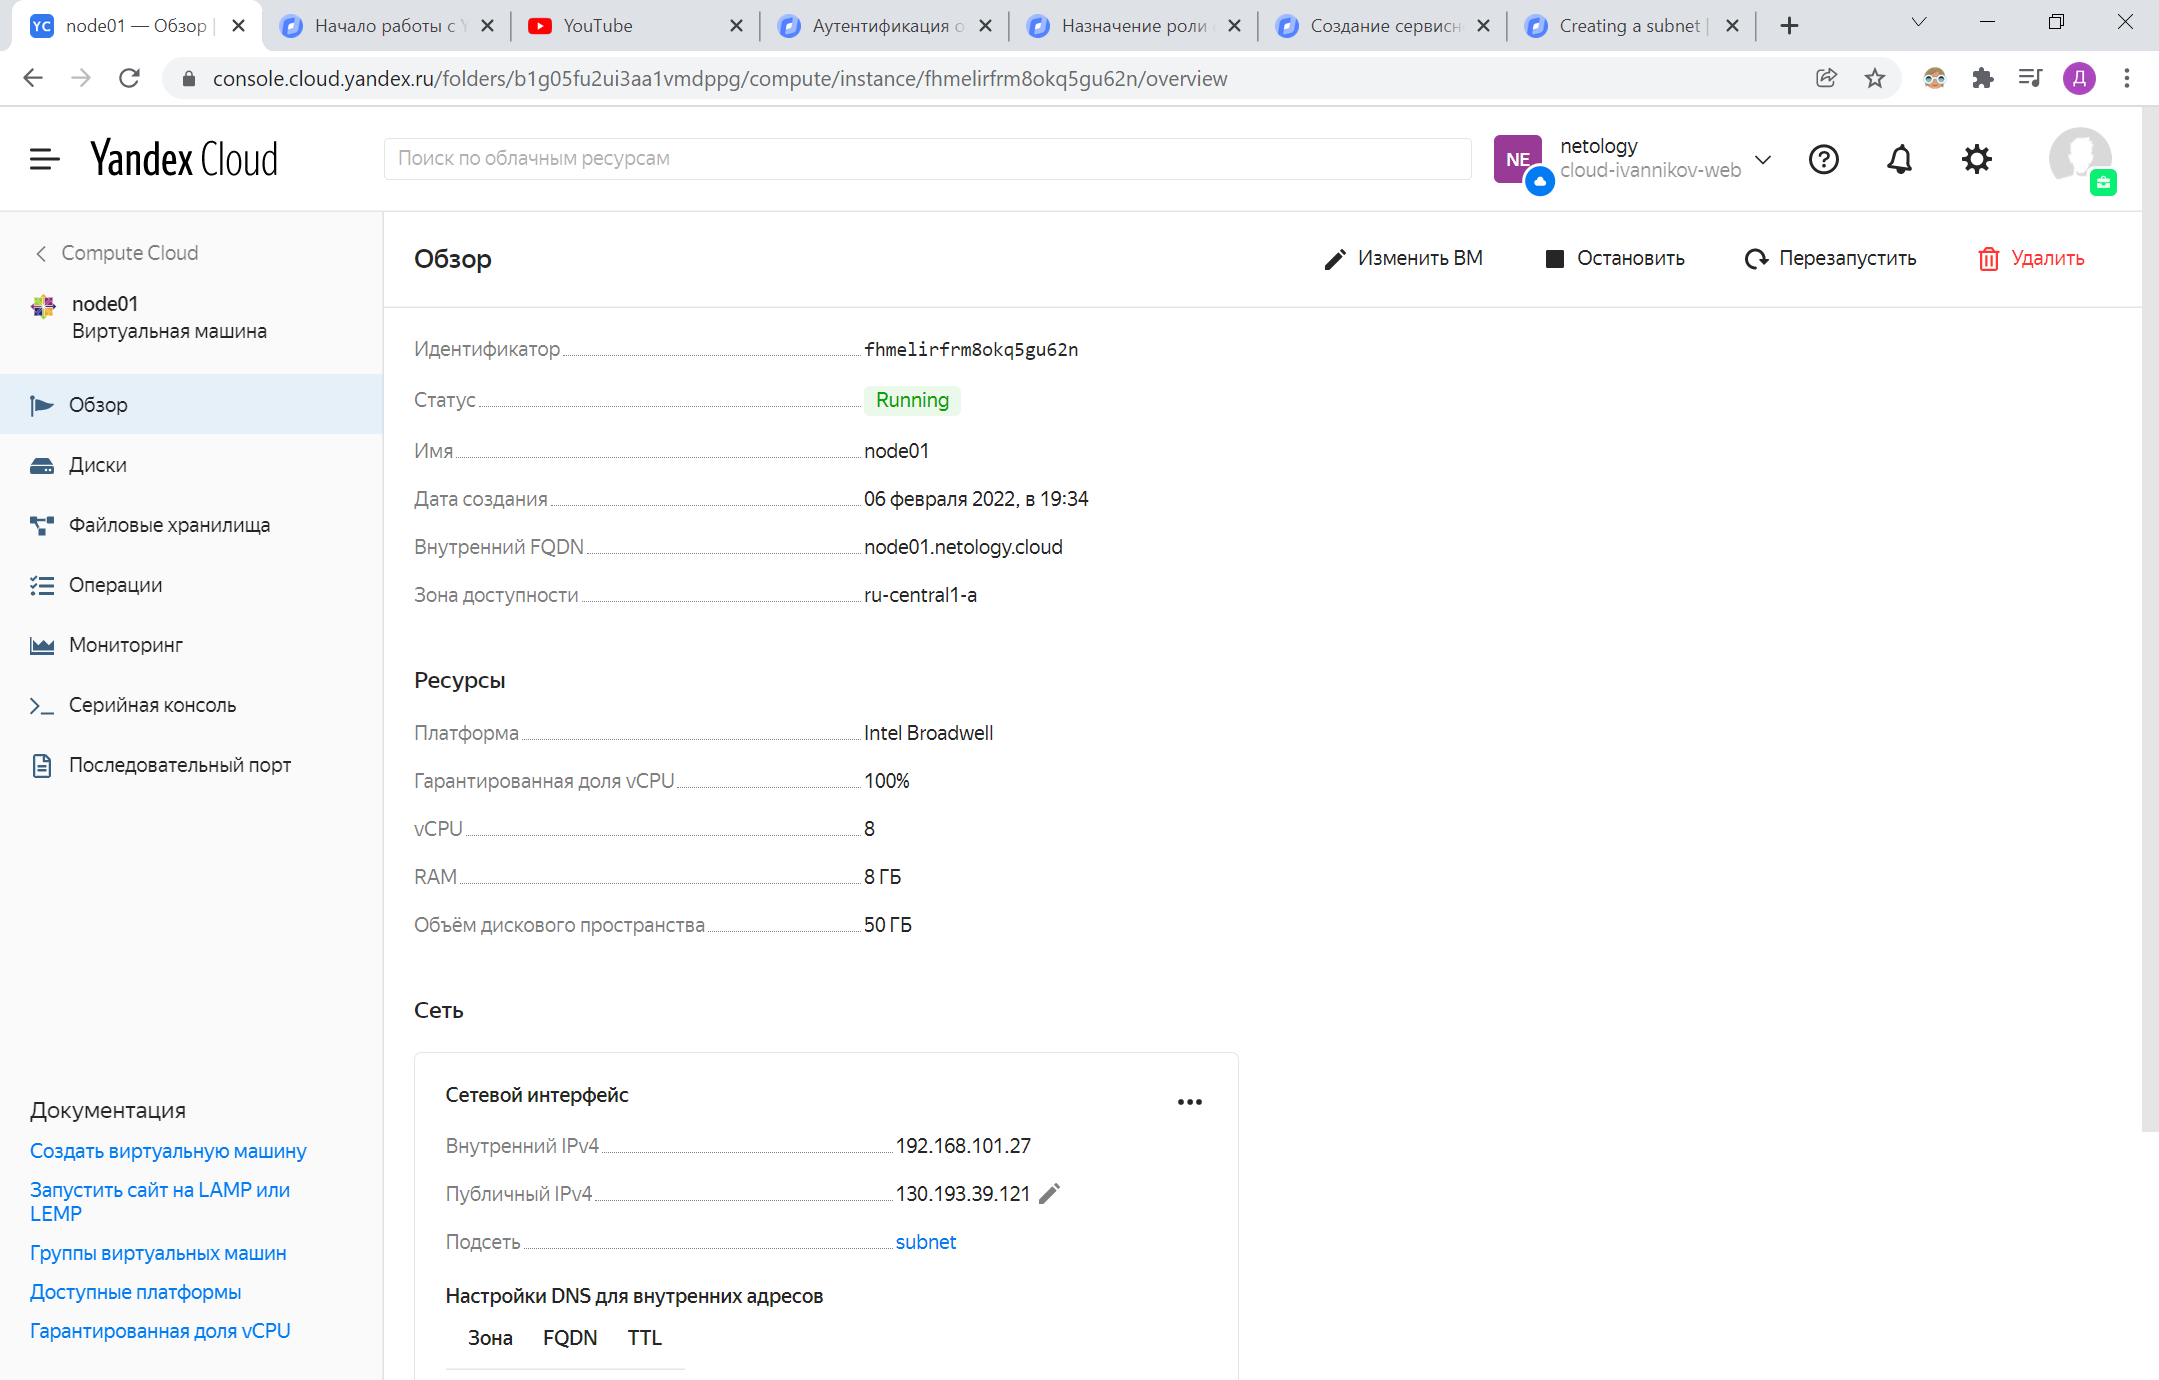 node01 — Обзор |
Начало работы с Y
YouTube
Аутентификация о
Назначение роли
Создание сервисн
Creating a subnet |
console.cloud.yandex.ru/folders/b1g05fu2ui3aa1vmdppg/compute/instance/fhmelirfrm8okq5gu62n/overview
Д
Yandex Cloud
Поиск по облачным ресурсам
NE
netology
cloud-ivannikov-web
Compute Cloud
node01
Виртуальная машина
Обзор
Диски
Файловые хранилища
Операции
Мониторинг
Серийная консоль
Последовательный порт
Документация
Создать виртуальную машину
Запустить сайт на LAMP или
LEMP
Группы виртуальных машин
Доступные платформы
Гарантированная доля vCPU
Обзор
Изменить ВМ
Остановить
Перезапустить
Удалить
Идентификатор fhmelirfrm8okq5gu62n
Статус Running
Имя node01
Дата создания 06 февраля 2022, в 19:34
Внутренний FQDN node01.netology.cloud
Зона доступности ru-central1-a
Ресурсы
Платформа Intel Broadwell
Гарантированная доля vCPU 100%
vCPU 8
RAM 8 ГБ
Объём дискового пространства 50 ГБ
Сеть
Сетевой интерфейс
Внутренний IPv4 192.168.101.27
Публичный IPv4 130.193.39.121
Подсеть subnet
Настройки DNS для внутренних адресов
Зона FQDN TTL